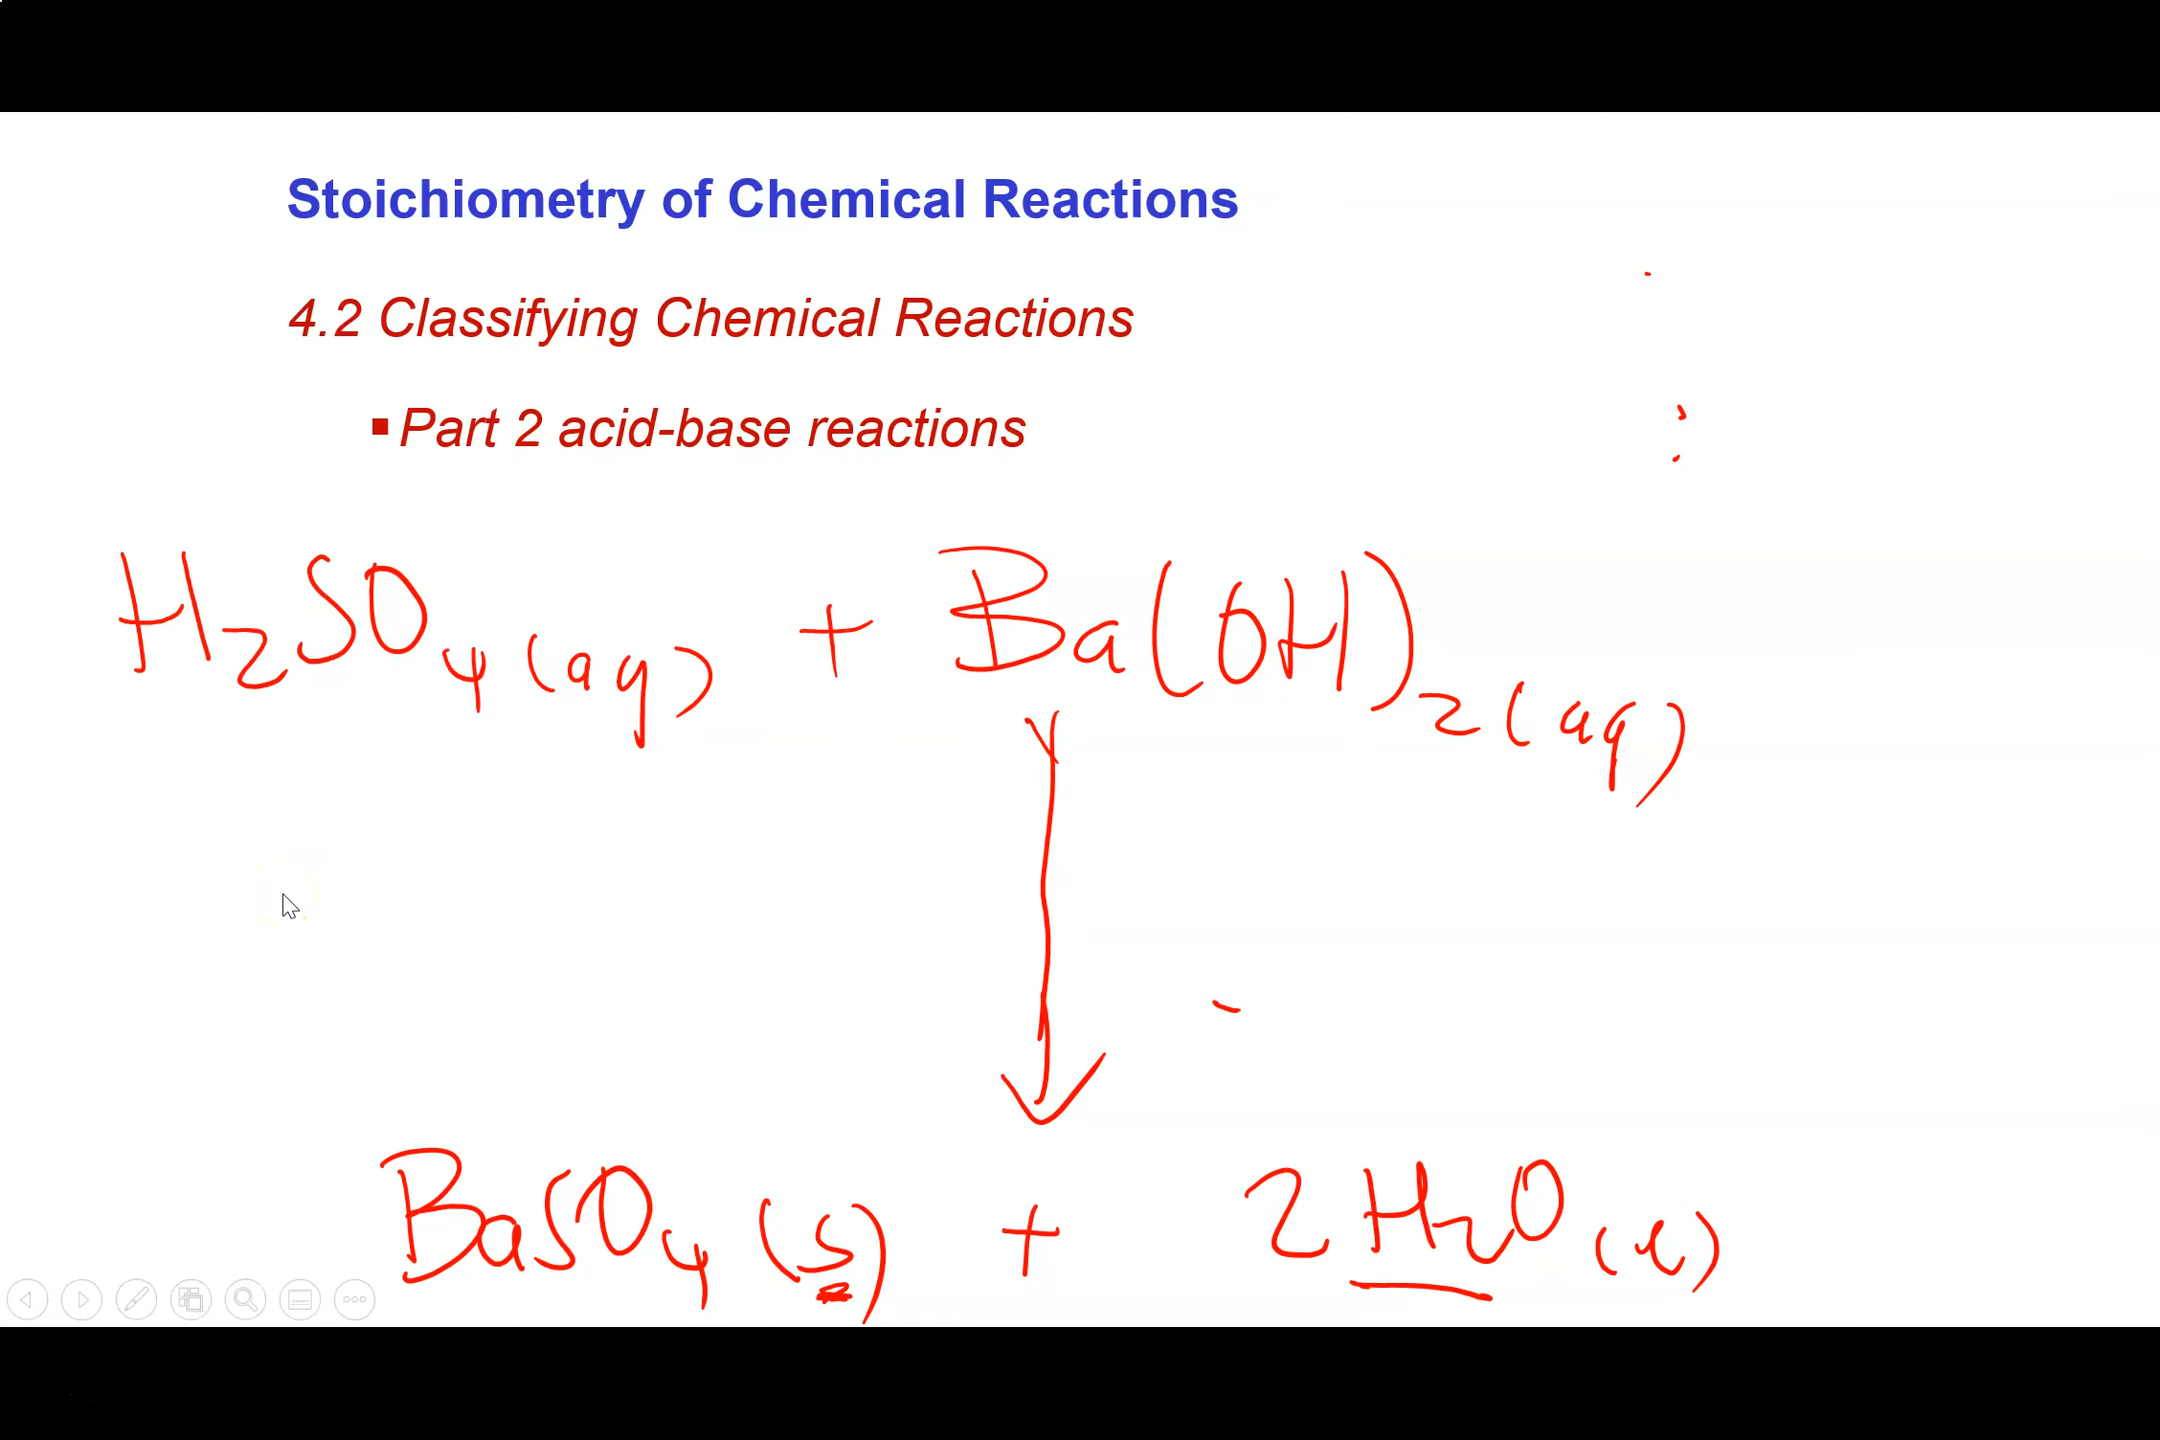 Stoichiometry of Chemical Reactions
4.2 Classifying Chemical Reactions
▪ Part 2 acid-base reactions
H₂SO₄(aq) + Ba(OH)₂(aq)
BaSO₄(s) + 2H₂O(l)